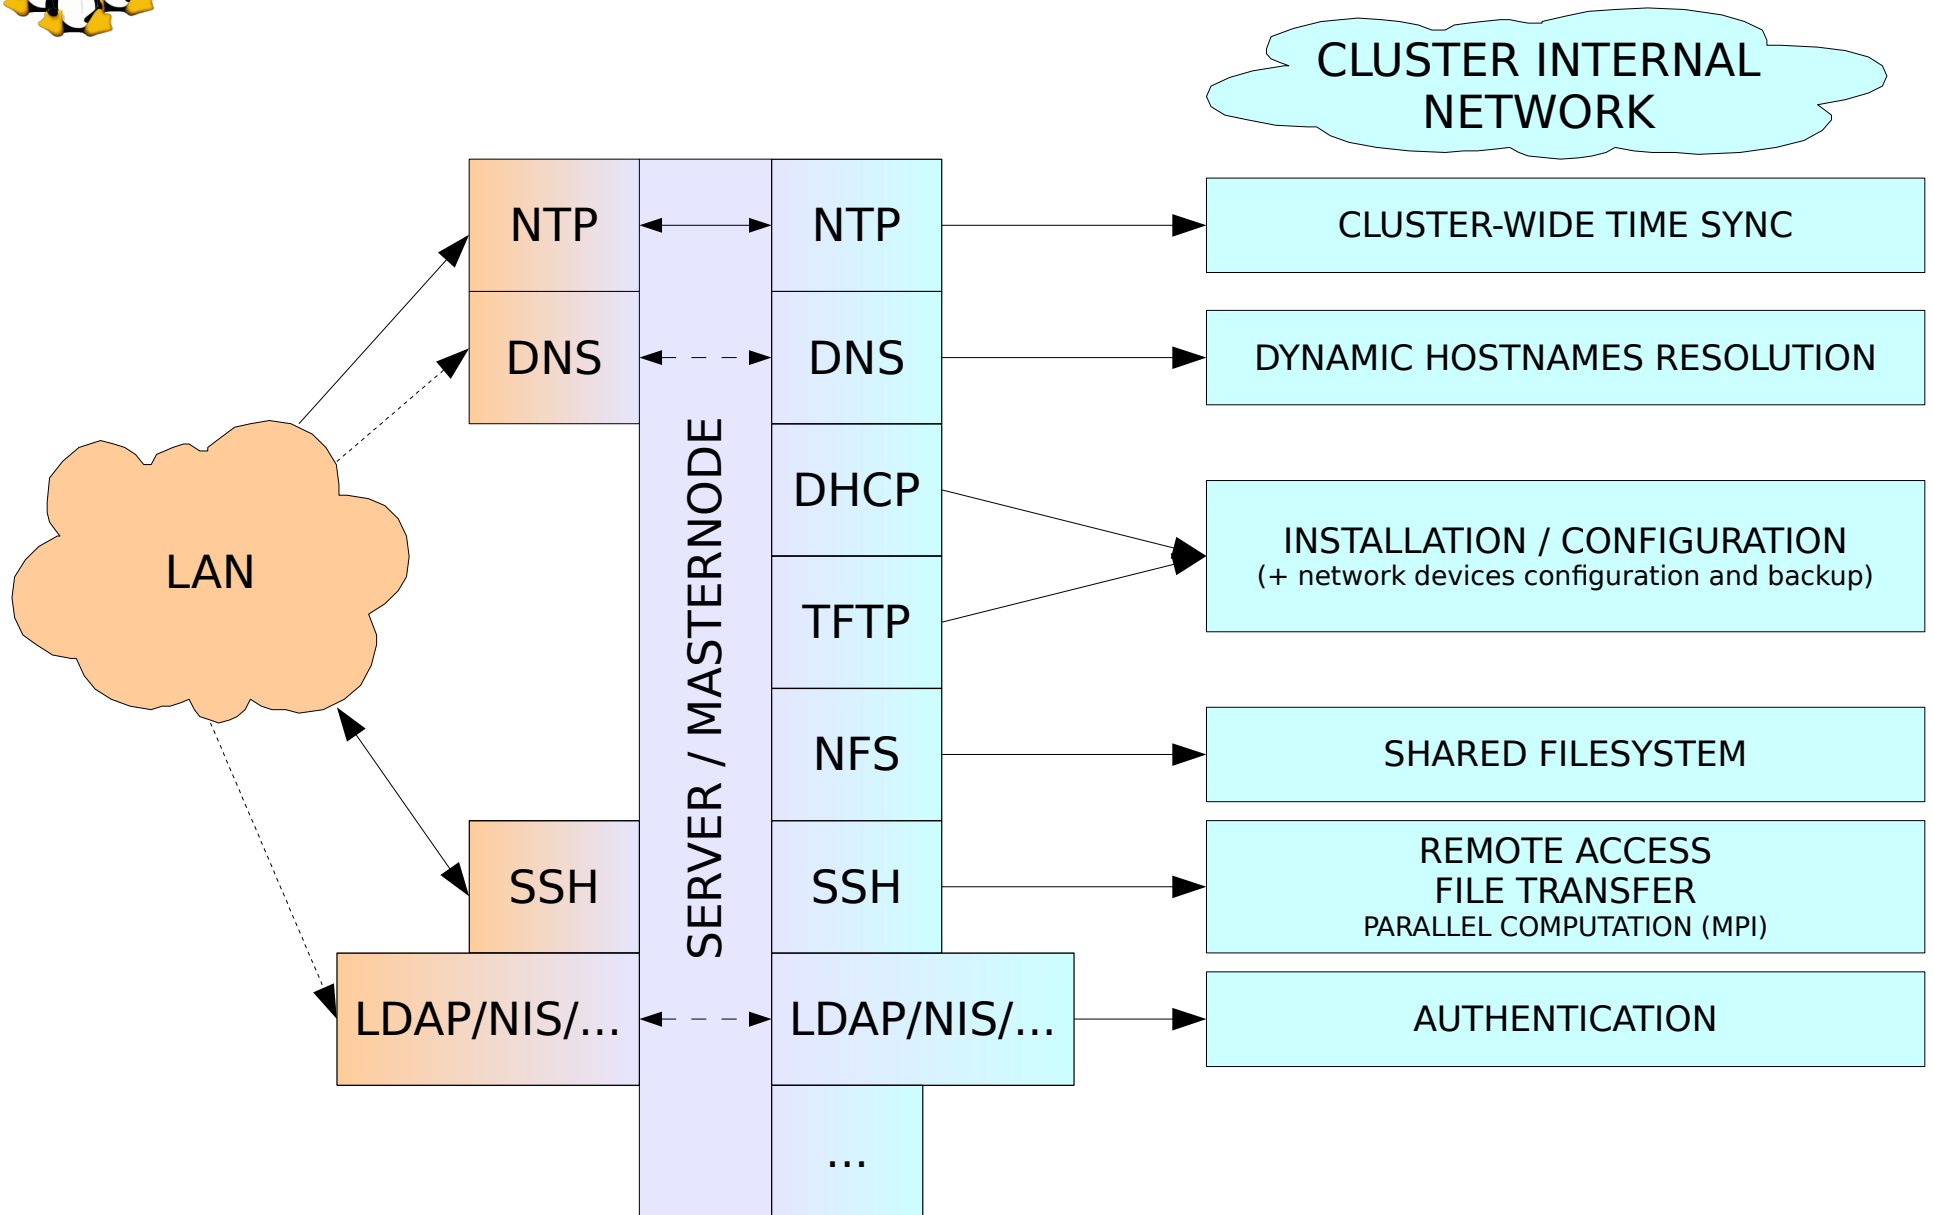 CLUSTER INTERNAL
NETWORK
NTP
NTP
CLUSTER-WIDE TIME SYNC
DNS
DNS
DYNAMIC HOSTNAMES RESOLUTION
LAN
SERVER / MASTERNODE
DHCP
TFTP
INSTALLATION / CONFIGURATION
(+ network devices configuration and backup)
NFS
SHARED FILESYSTEM
SSH
SSH
REMOTE ACCESS
FILE TRANSFER
PARALLEL COMPUTATION (MPI)
LDAP/NIS/...
LDAP/NIS/...
AUTHENTICATION
...